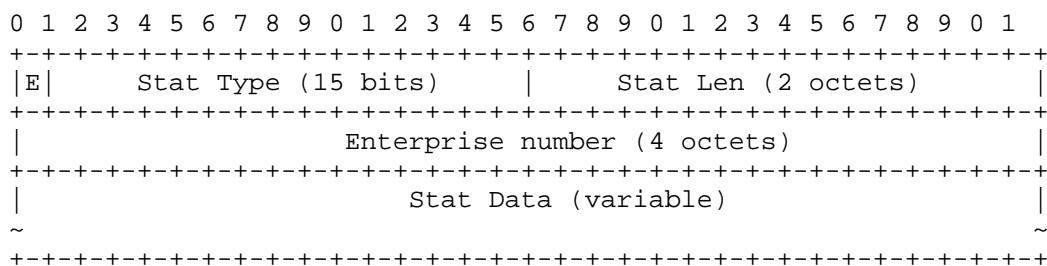 0 1 2 3 4 5 6 7 8 9 0 1 2 3 4 5 6 7 8 9 0 1 2 3 4 5 6 7 8 9 0 1
+-+-+-+-+-+-+-+-+-+-+-+-+-+-+-+-+-+-+-+-+-+-+-+-+-+-+-+-+-+-+-+-+
|E|    Stat Type (15 bits)      |     Stat Len (2 octets)       |
+-+-+-+-+-+-+-+-+-+-+-+-+-+-+-+-+-+-+-+-+-+-+-+-+-+-+-+-+-+-+-+-+
|                    Enterprise number (4 octets)               |
+-+-+-+-+-+-+-+-+-+-+-+-+-+-+-+-+-+-+-+-+-+-+-+-+-+-+-+-+-+-+-+-+
|                        Stat Data (variable)                   |
~                                                               ~
+-+-+-+-+-+-+-+-+-+-+-+-+-+-+-+-+-+-+-+-+-+-+-+-+-+-+-+-+-+-+-+-+